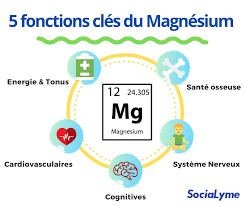 5 fonctions clés du Magnésium
Energie & Tonus
Santé osseuse
12 24.305
Mg
Magnesium
Cardiovasculaires
Système Nerveux
Cognitives
SociaLyme